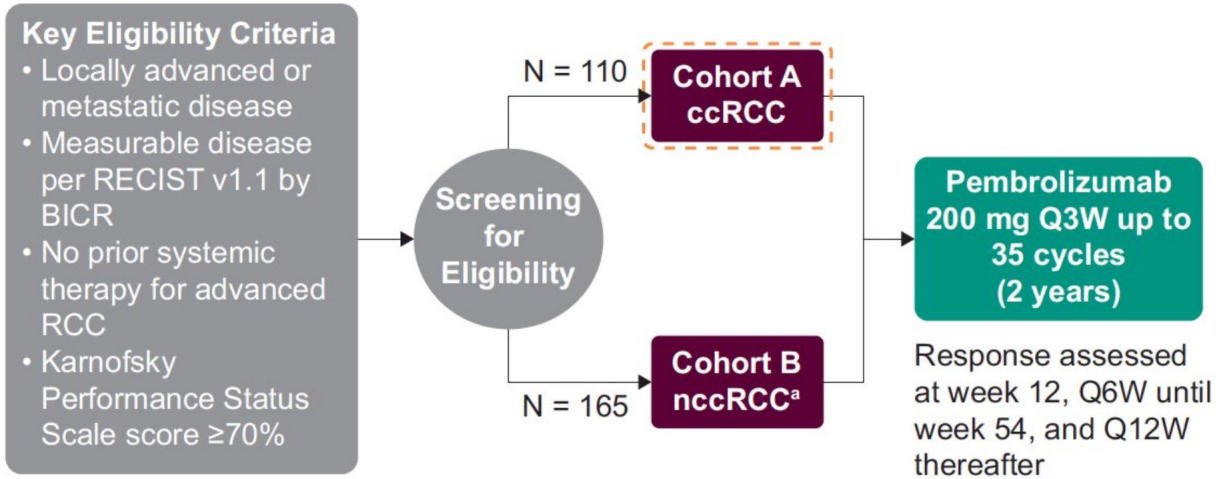 Key Eligibility Criteria
• Locally advanced or
metastatic disease
• Measurable disease
per RECIST v1.1 by
BICR
• No prior systemic
therapy for advanced
RCC
• Karnofsky
Performance Status
Scale score ≥70%
Screening
for
Eligibility
N = 110
Cohort A
ccRCC
N = 165
Cohort B
nccRCCᵃ
Pembrolizumab
200 mg Q3W up to
35 cycles
(2 years)
Response assessed
at week 12, Q6W until
week 54, and Q12W
thereafter